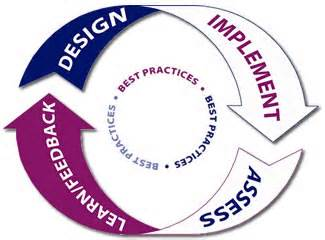 DESIGN
IMPLEMENT
ASSESS
LEARN/FEEDBACK
BEST PRACTICES • BEST PRACTICES • BEST PRACTICES •